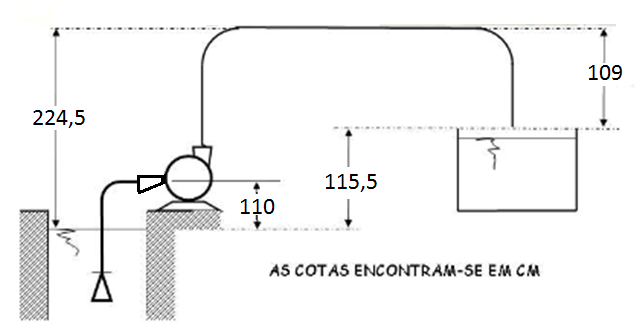 109
224,5
115,5
110
AS COTAS ENCONTRAM-SE EM CM